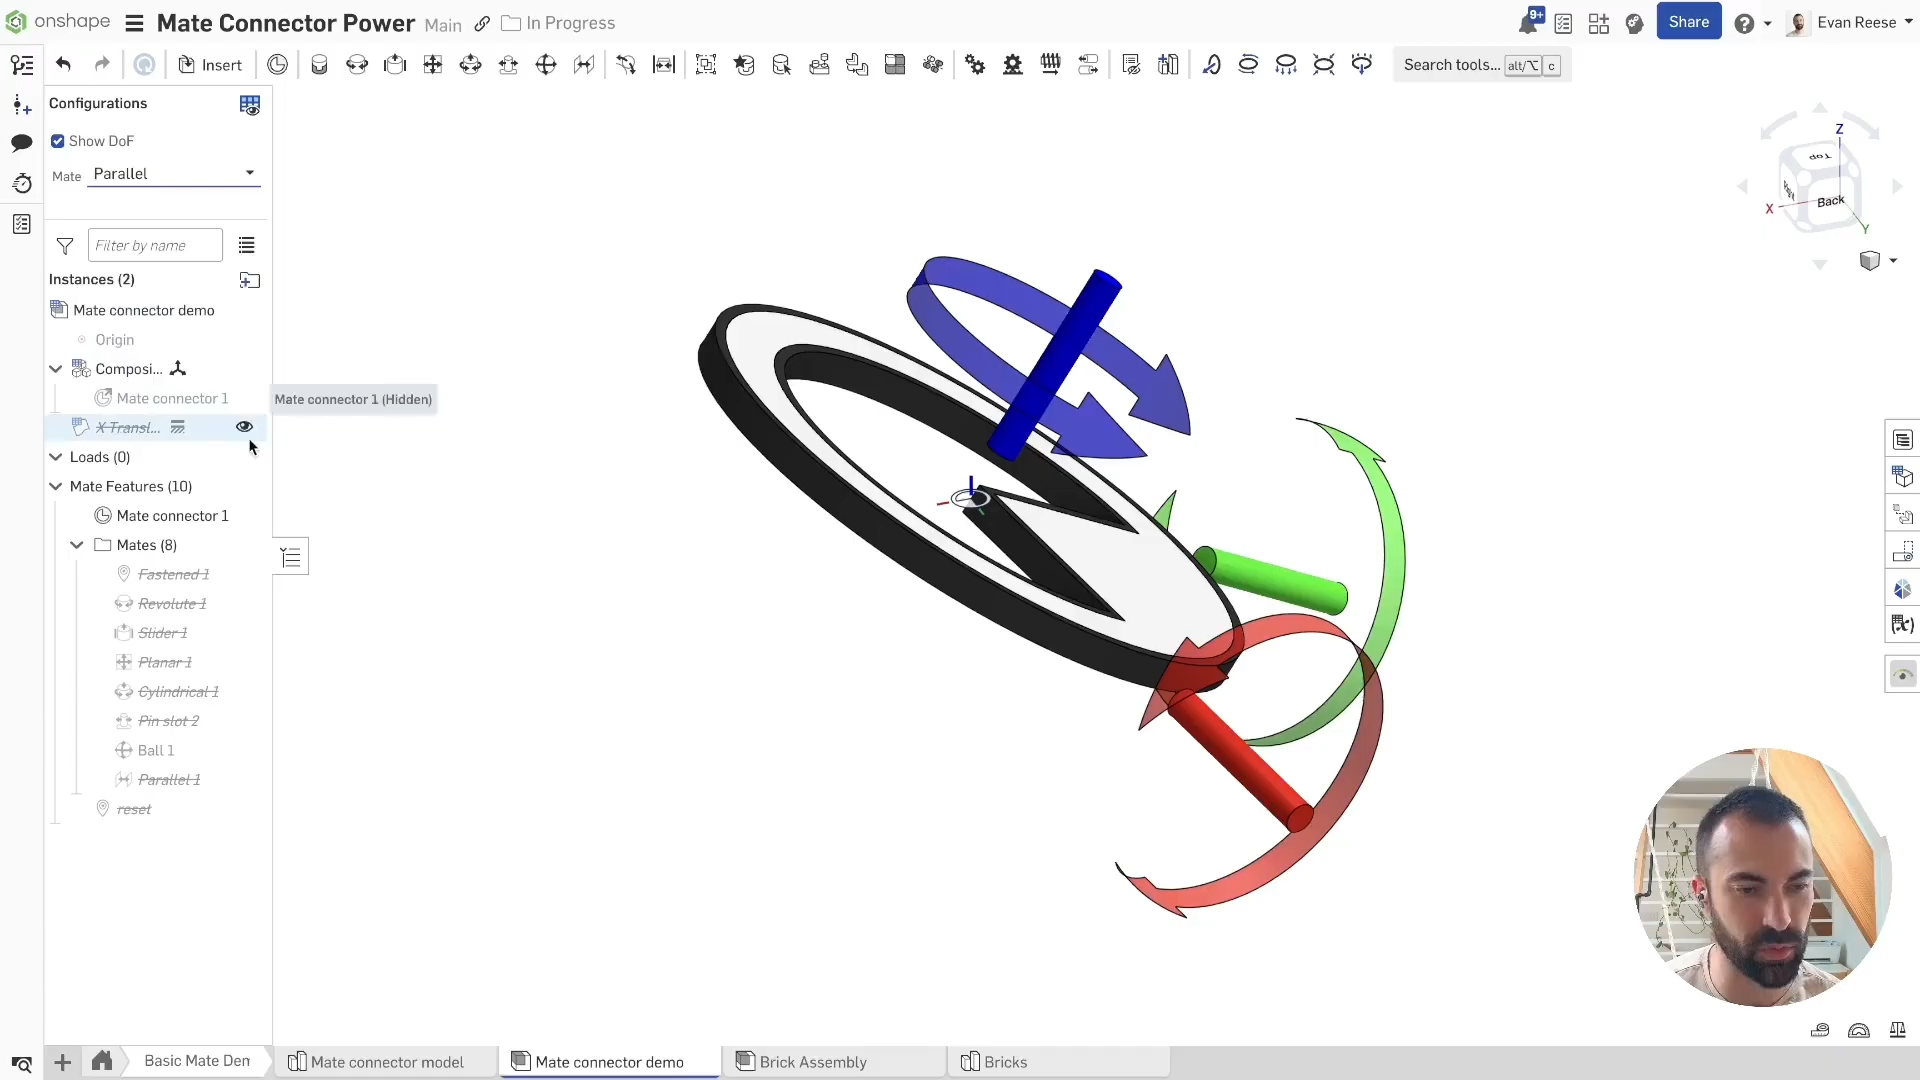 onshape
Mate Connector Power
Main
In Progress
9+
Share
Evan Reese
Insert
Search tools...
alt/⌥
c
Configurations
Show DoF
Mate
Parallel
Filter by name
Instances (2)
Mate connector demo
Origin
Composi...
Mate connector 1
Mate connector 1 (Hidden)
X Transl...
Loads (0)
Mate Features (10)
Mate connector 1
Mates (8)
Fastened 1
Revolute 1
Slider 1
Planar 1
Cylindrical 1
Pin slot 2
Ball 1
Parallel 1
reset
Z
Top
Right
Back
X
Y
(x)
Basic Mate Den
Mate connector model
Mate connector demo
Brick Assembly
Bricks